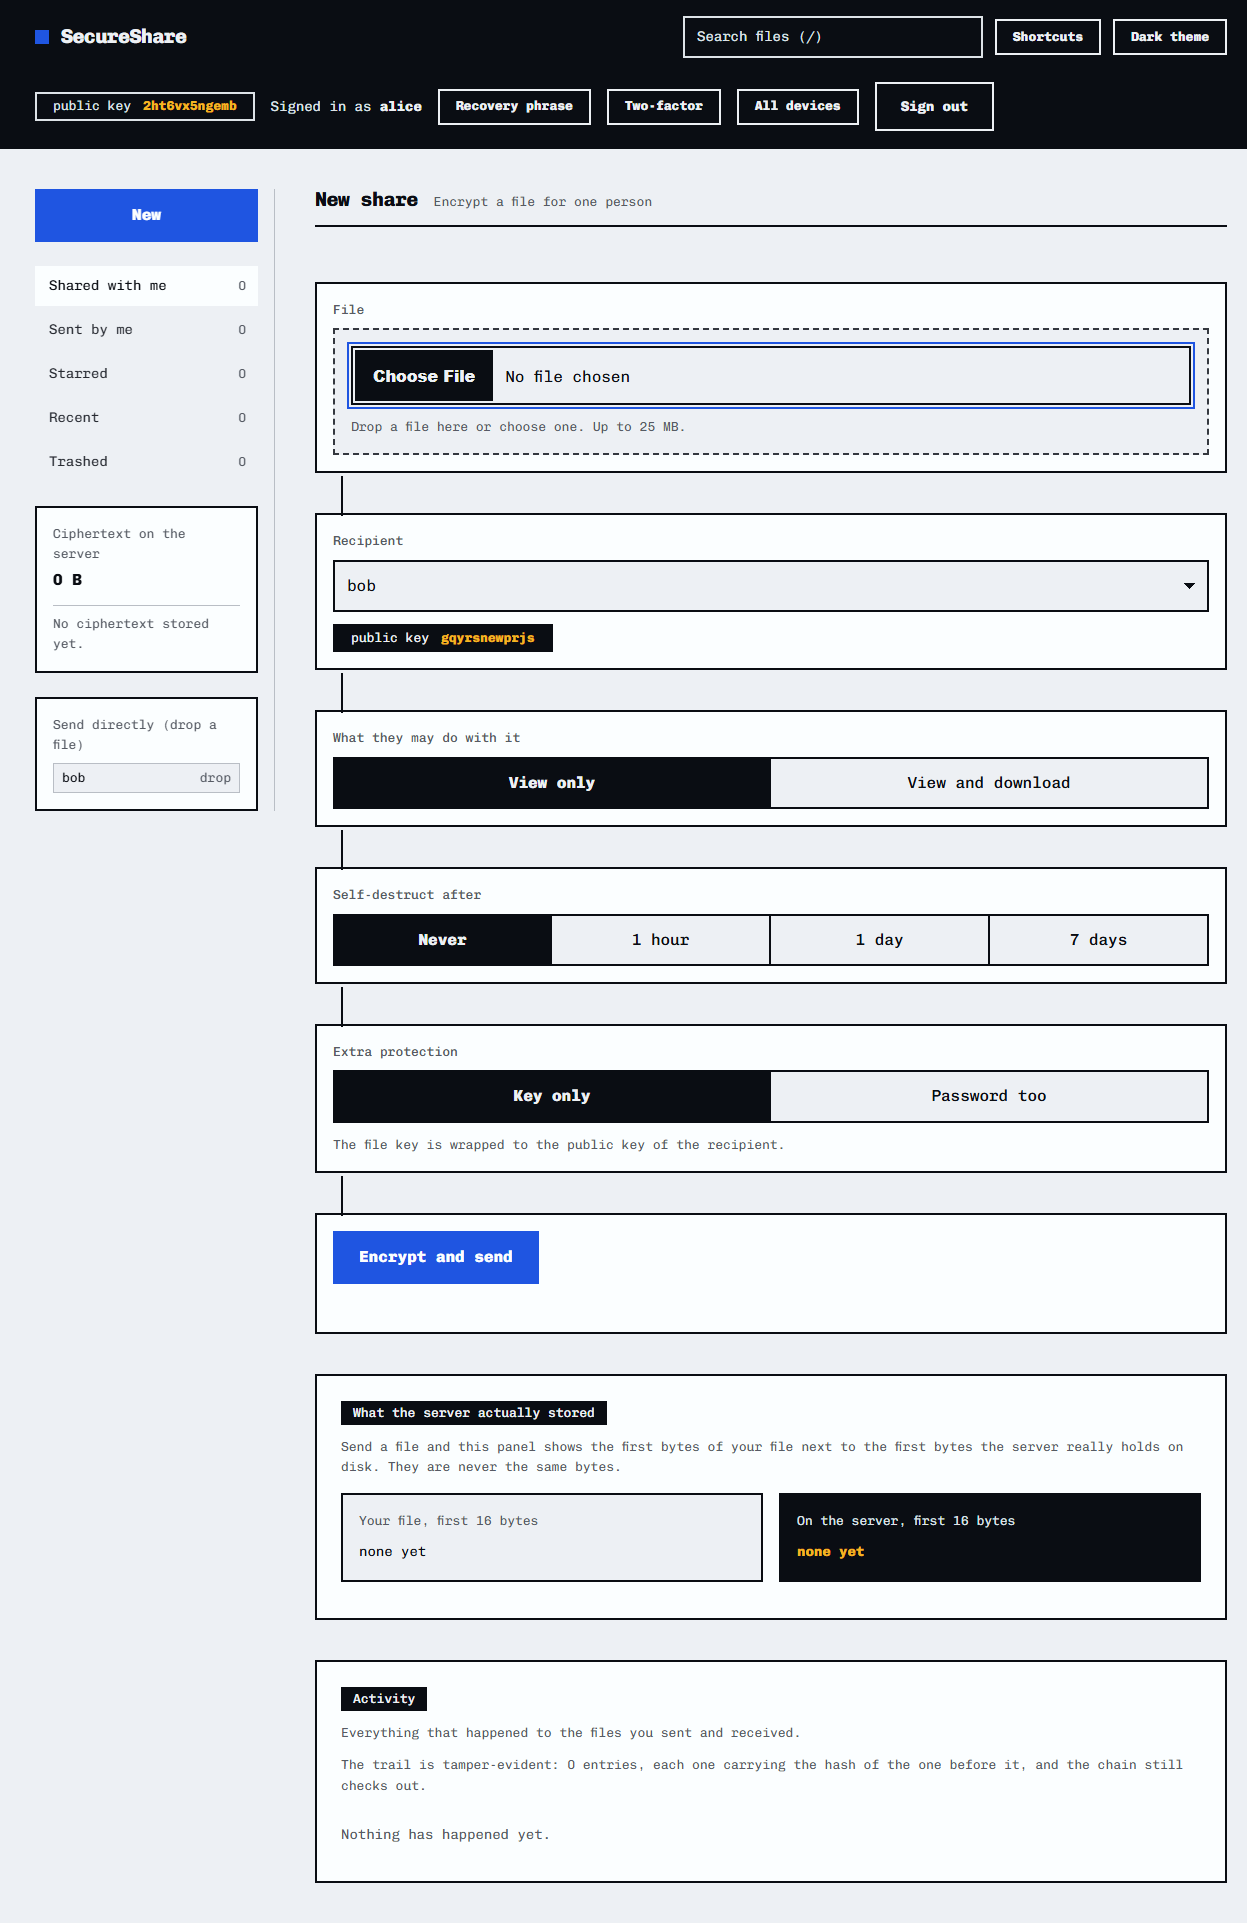 SecureShare
Search files (/)
Shortcuts
Dark theme
public key 2ht6vx5ngemb
Signed in as alice
Recovery phrase
Two-factor
All devices
Sign out
New
Shared with me 0
Sent by me 0
Starred 0
Recent 0
Trashed 0
Ciphertext on the
server
0 B
No ciphertext stored
yet.
Send directly (drop a
file)
bob drop
New share Encrypt a file for one person
File
Choose File No file chosen
Drop a file here or choose one. Up to 25 MB.
Recipient
bob
public key gqyrsnewprjs
What they may do with it
View only View and download
Self-destruct after
Never 1 hour 1 day 7 days
Extra protection
Key only Password too
The file key is wrapped to the public key of the recipient.
Encrypt and send
What the server actually stored
Send a file and this panel shows the first bytes of your file next to the first bytes the server really holds on
disk. They are never the same bytes.
Your file, first 16 bytes
none yet
On the server, first 16 bytes
none yet
Activity
Everything that happened to the files you sent and received.
The trail is tamper-evident: 0 entries, each one carrying the hash of the one before it, and the chain still
checks out.
Nothing has happened yet.